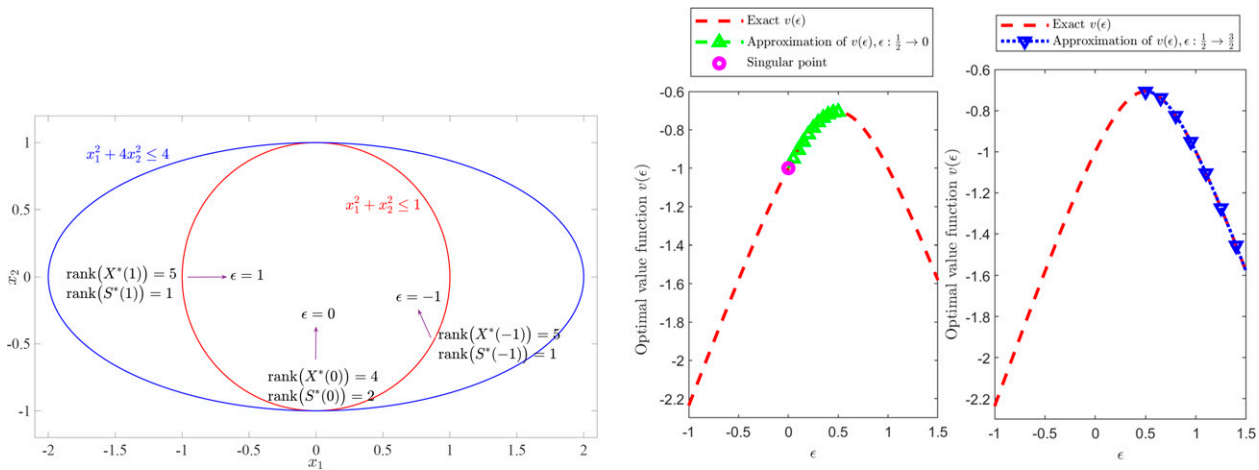 x_1^2 + 4x_2^2 ≤ 4
x_1^2 + x_2^2 ≤ 1
rank(X*(1)) = 5
rank(S*(1)) = 1
ϵ = 1
ϵ = −1
ϵ = 0
rank(X*(−1)) = 5
rank(S*(−1)) = 1
rank(X*(0)) = 4
rank(S*(0)) = 2
1
0.5
0
-0.5
-1
x_2
-2 -1.5 -1 -0.5 0 0.5 1 1.5 2
x_1
Exact v(ϵ)
Approximation of v(ϵ), ϵ : 1/2 → 0
Singular point
-0.6
-0.8
-1
-1.2
-1.4
-1.6
-1.8
-2
-2.2
Optimal value function v(ϵ)
-1 -0.5 0 0.5 1 1.5
ϵ
Exact v(ϵ)
Approximation of v(ϵ), ϵ : 1/2 → 3/2
-0.6
-0.8
-1
-1.2
-1.4
-1.6
-1.8
-2
-2.2
Optimal value function v(ϵ)
-1 -0.5 0 0.5 1 1.5
ϵ